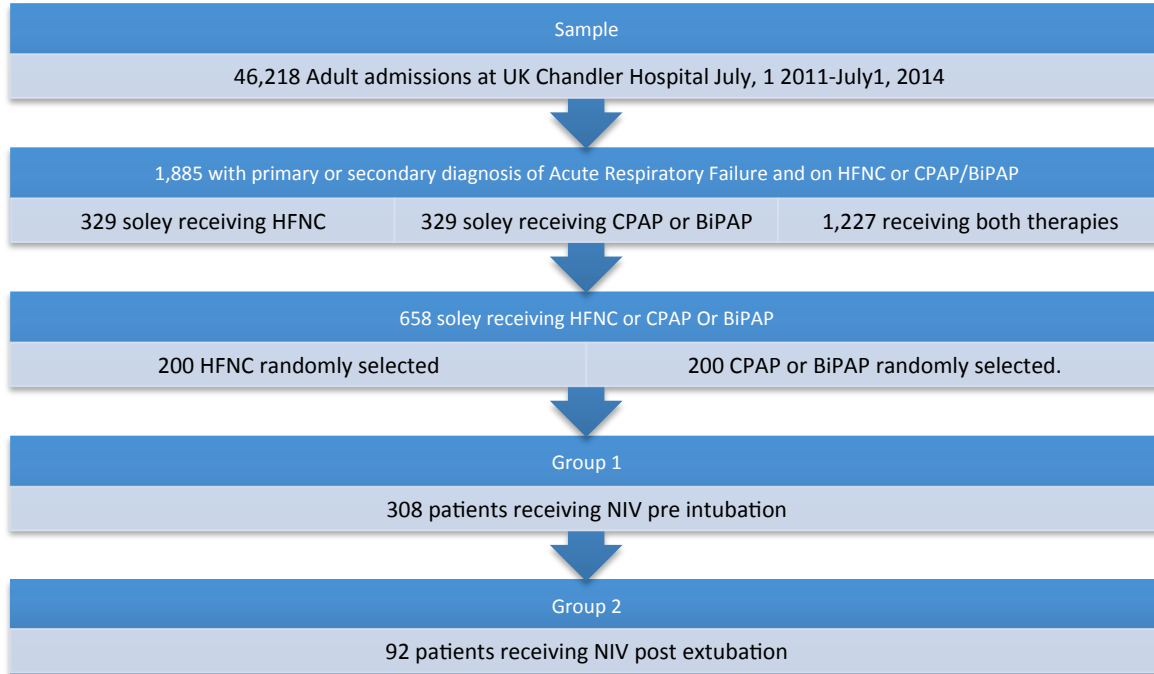 Sample
46,218 Adult admissions at UK Chandler Hospital July, 1 2011-July1, 2014
1,885 with primary or secondary diagnosis of Acute Respiratory Failure and on HFNC or CPAP/BiPAP
329 soley receiving HFNC
329 soley receiving CPAP or BiPAP
1,227 receiving both therapies
658 soley receiving HFNC or CPAP Or BiPAP
200 HFNC randomly selected
200 CPAP or BiPAP randomly selected.
Group 1
308 patients receiving NIV pre intubation
Group 2
92 patients receiving NIV post extubation